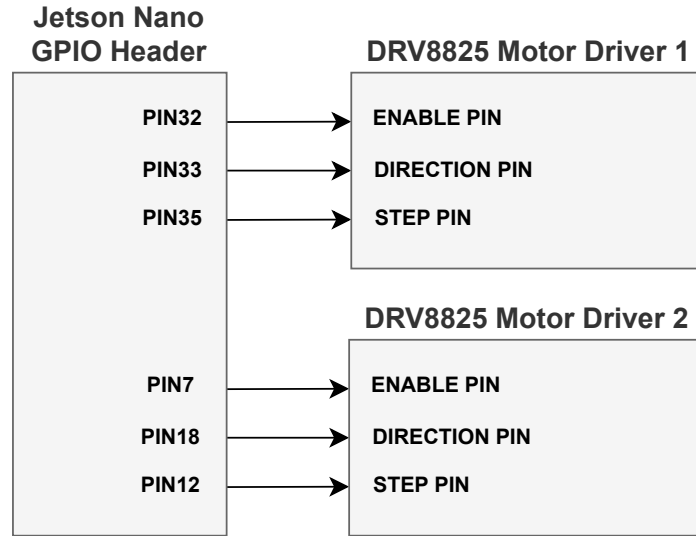 Jetson Nano
GPIO Header
DRV8825 Motor Driver 1
PIN32
ENABLE PIN
PIN33
DIRECTION PIN
PIN35
STEP PIN
DRV8825 Motor Driver 2
PIN7
ENABLE PIN
PIN18
DIRECTION PIN
PIN12
STEP PIN